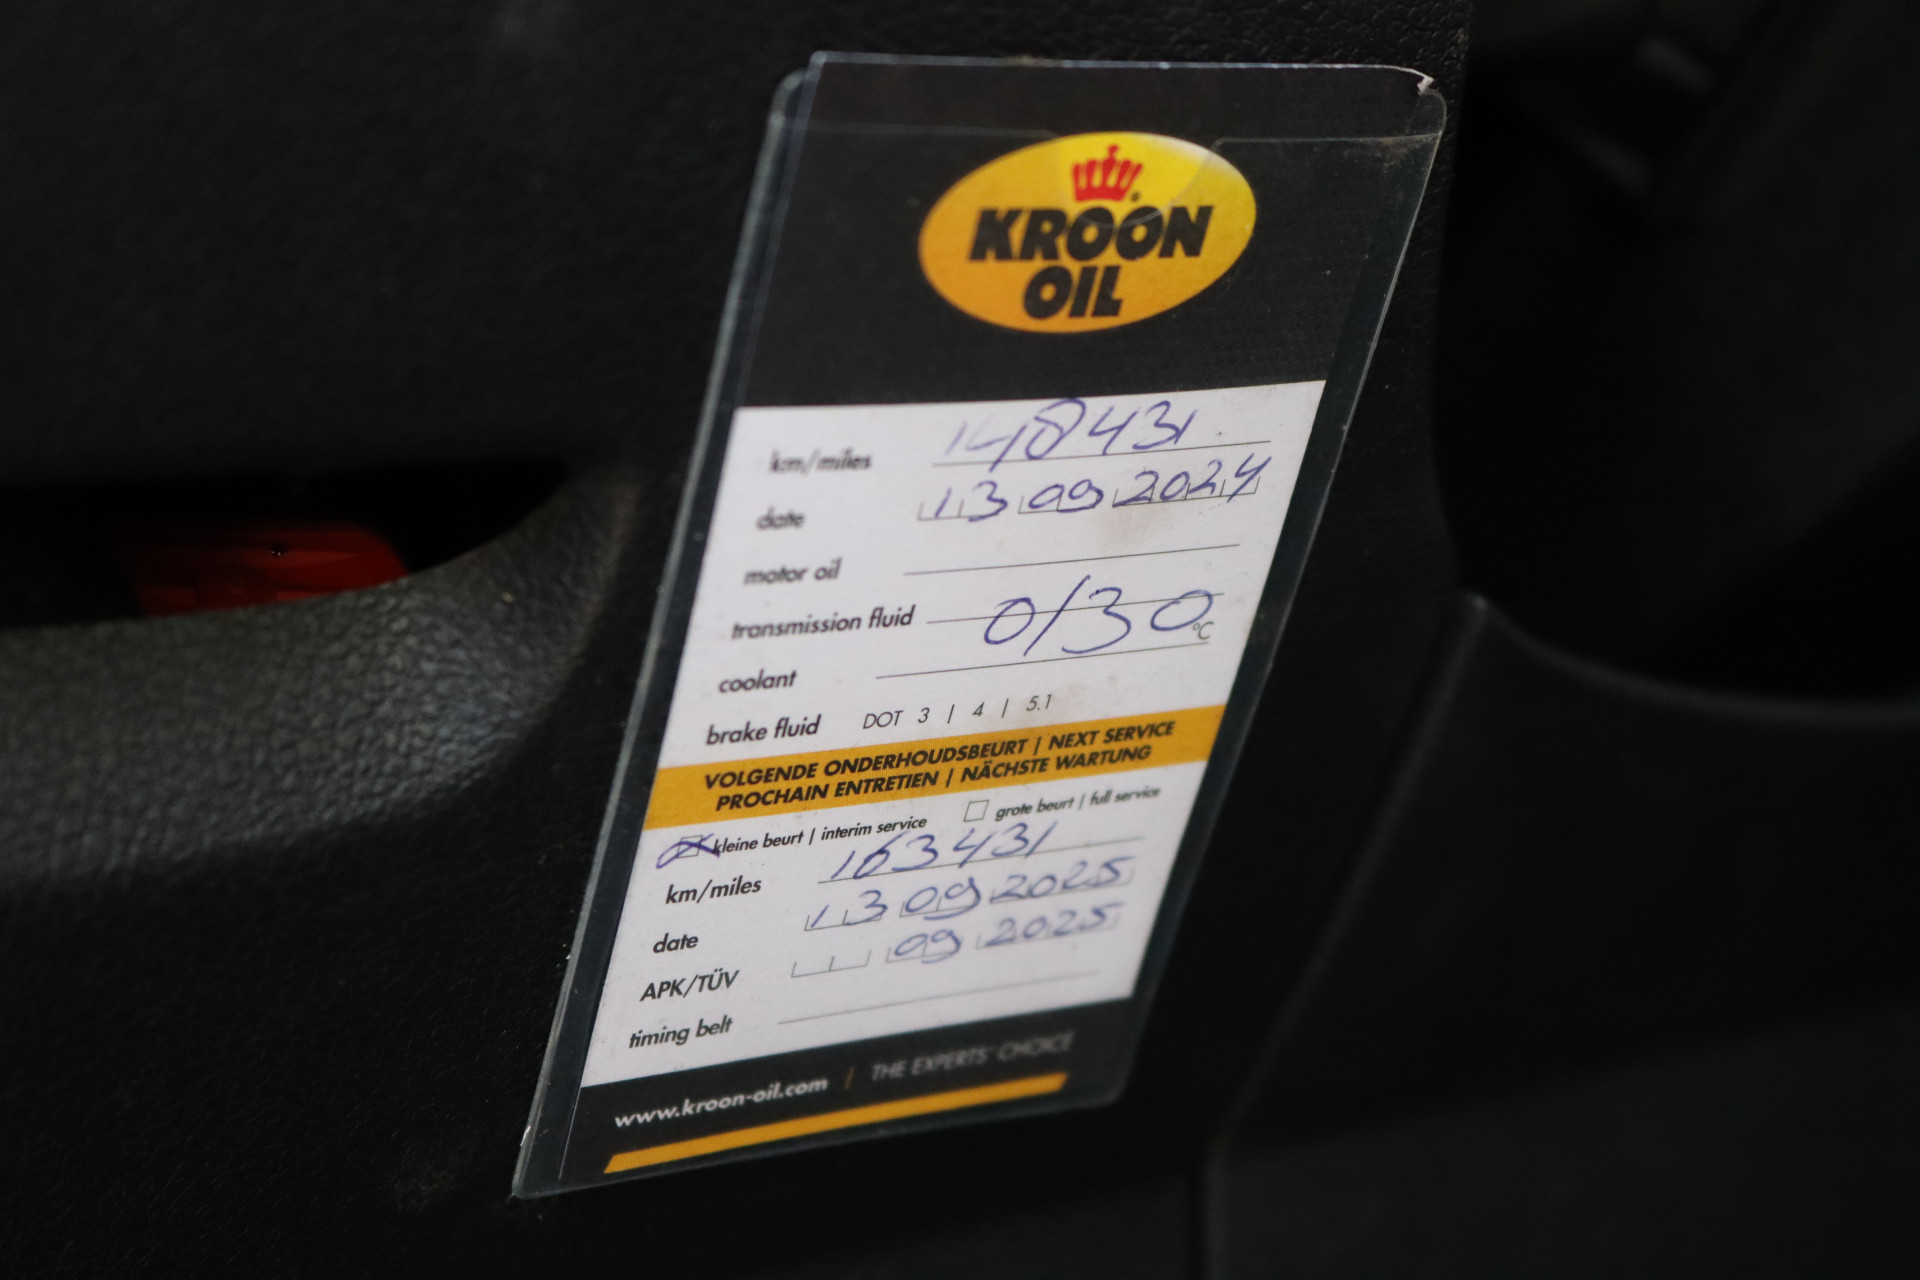 KROON
OIL
km/miles 148431
date 13 09 2024
motor oil
transmission fluid 0/30
°C
coolant
brake fluid DOT 3 / 4 / 5.1
VOLGENDE ONDERHOUDSBEURT | NEXT SERVICE
PROCHAIN ENTRETIEN | NÄCHSTE WARTUNG
kleine beurt | interim service grote beurt | full service
km/miles 163431
date 13 09 2025
APK/TÜV 09 2025
timing belt
www.kroon-oil.com / THE EXPERTS' CHOICE